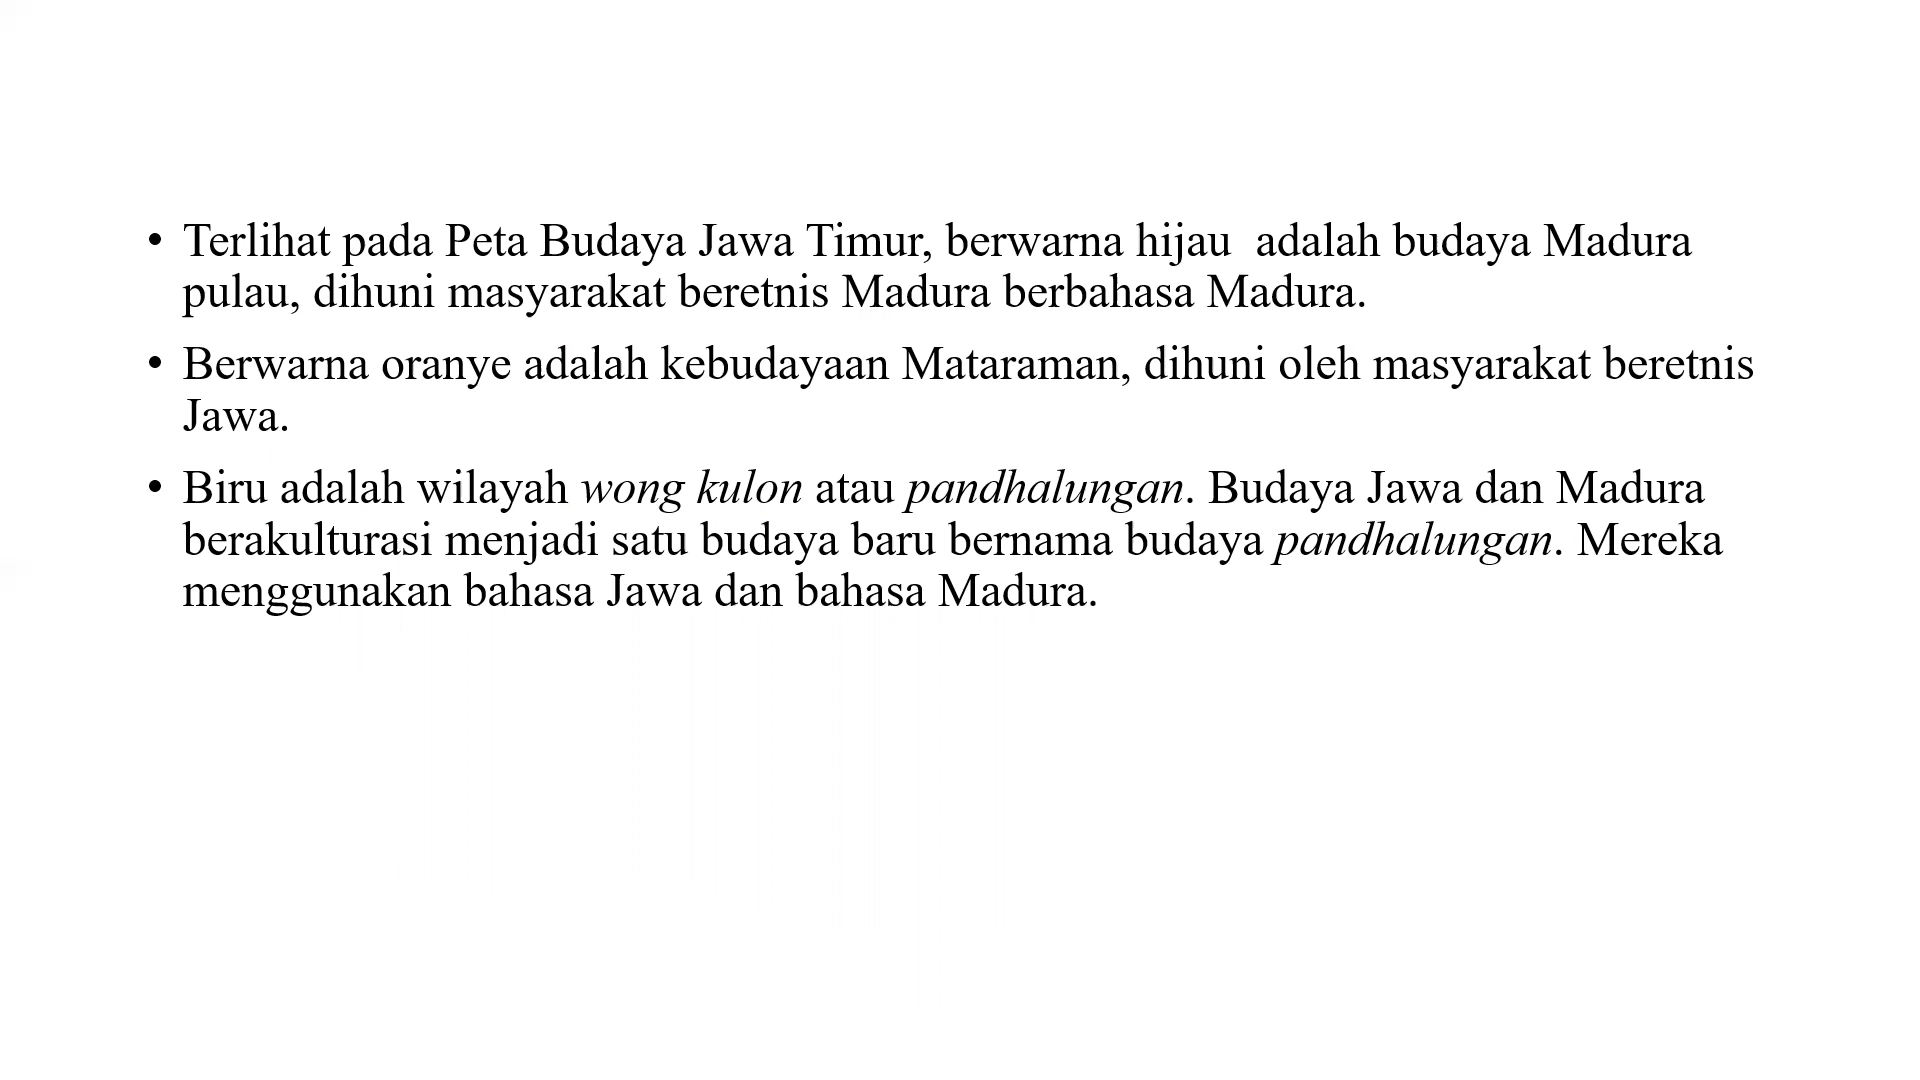 • Terlihat pada Peta Budaya Jawa Timur, berwarna hijau  adalah budaya Madura
pulau, dihuni masyarakat beretnis Madura berbahasa Madura.
• Berwarna oranye adalah kebudayaan Mataraman, dihuni oleh masyarakat beretnis
Jawa.
• Biru adalah wilayah wong kulon atau pandhalungan. Budaya Jawa dan Madura
berakulturasi menjadi satu budaya baru bernama budaya pandhalungan. Mereka
menggunakan bahasa Jawa dan bahasa Madura.